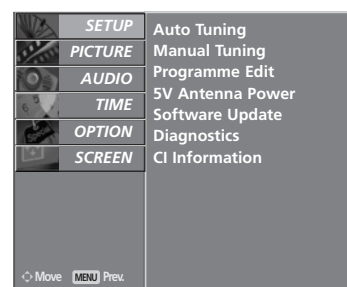 SETUP
PICTURE
AUDIO
TIME
OPTION
SCREEN
Auto Tuning
Manual Tuning
Programme Edit
5V Antenna Power
Software Update
Diagnostics
CI Information
Move MENU Prev.